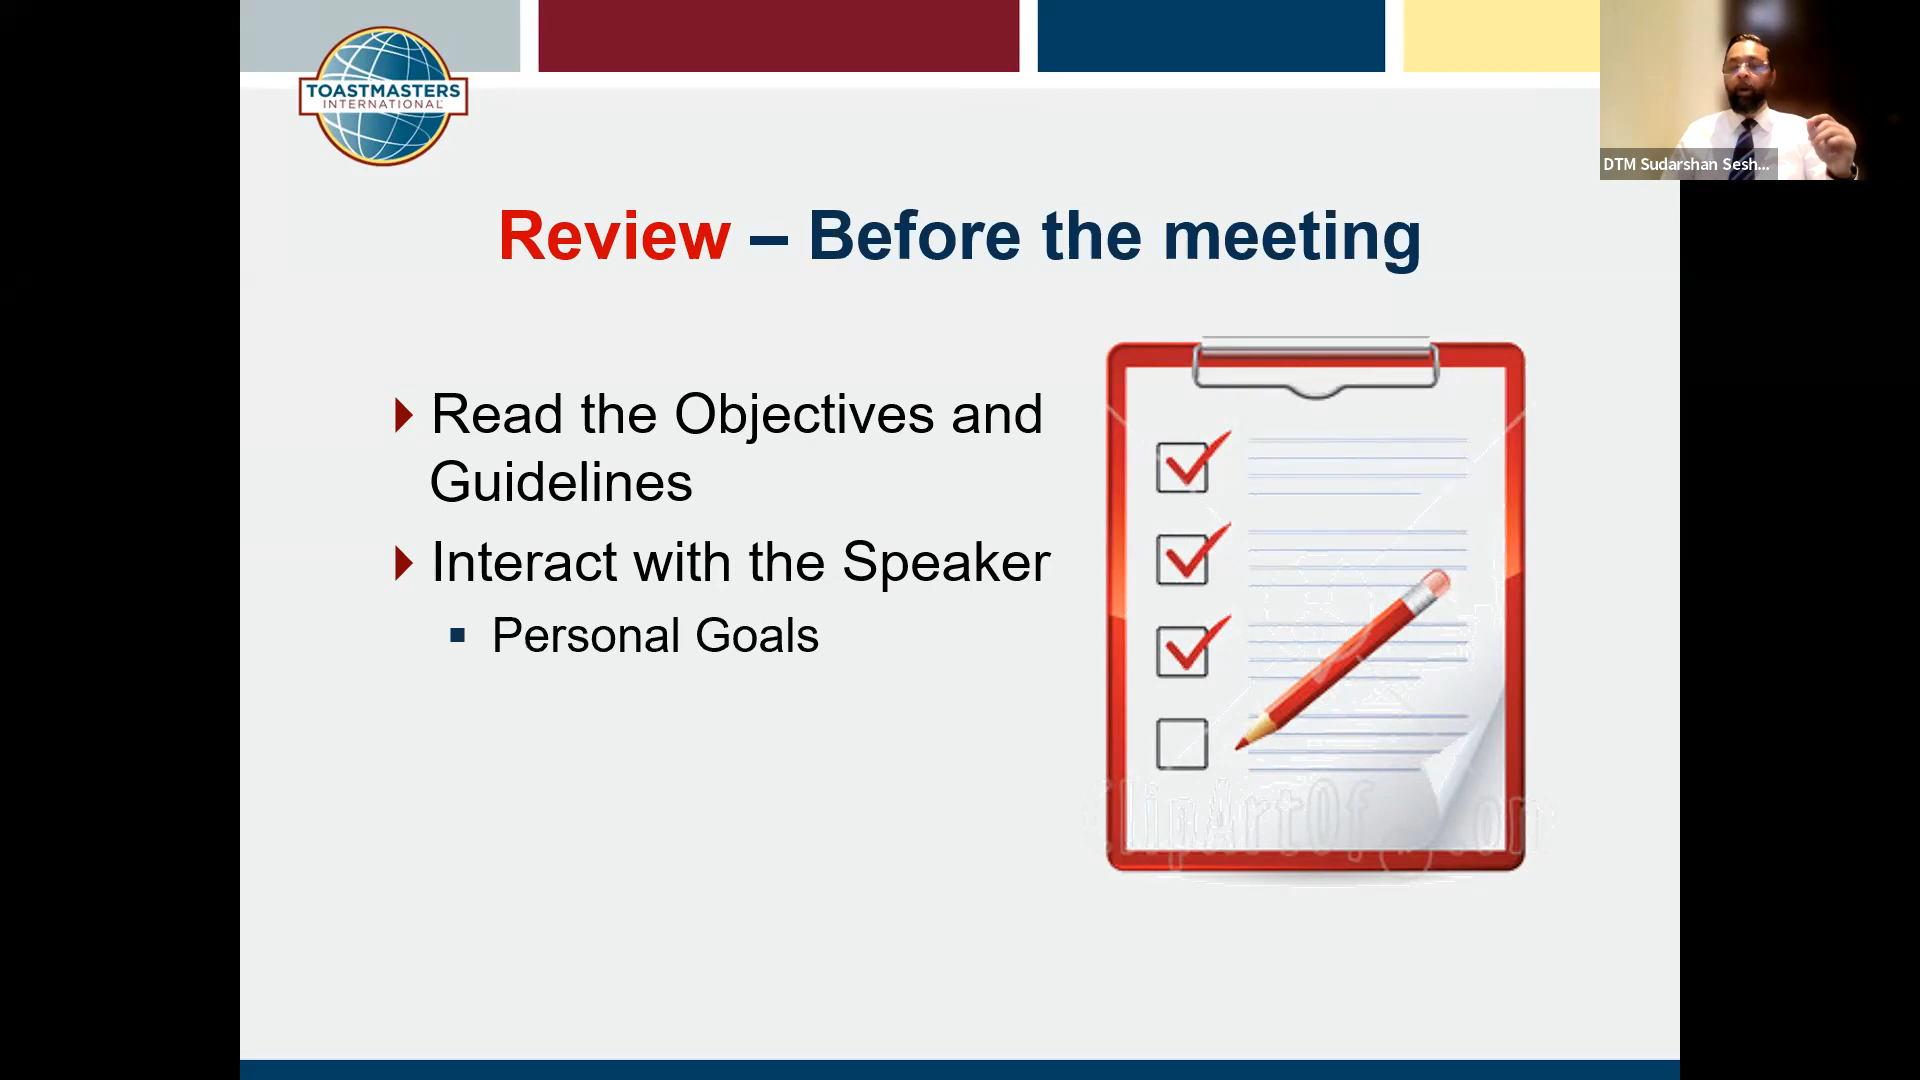 TOASTMASTERS
INTERNATIONAL
DTM Sudarshan Sesh...
Review – Before the meeting
Read the Objectives and
Guidelines
Interact with the Speaker
Personal Goals